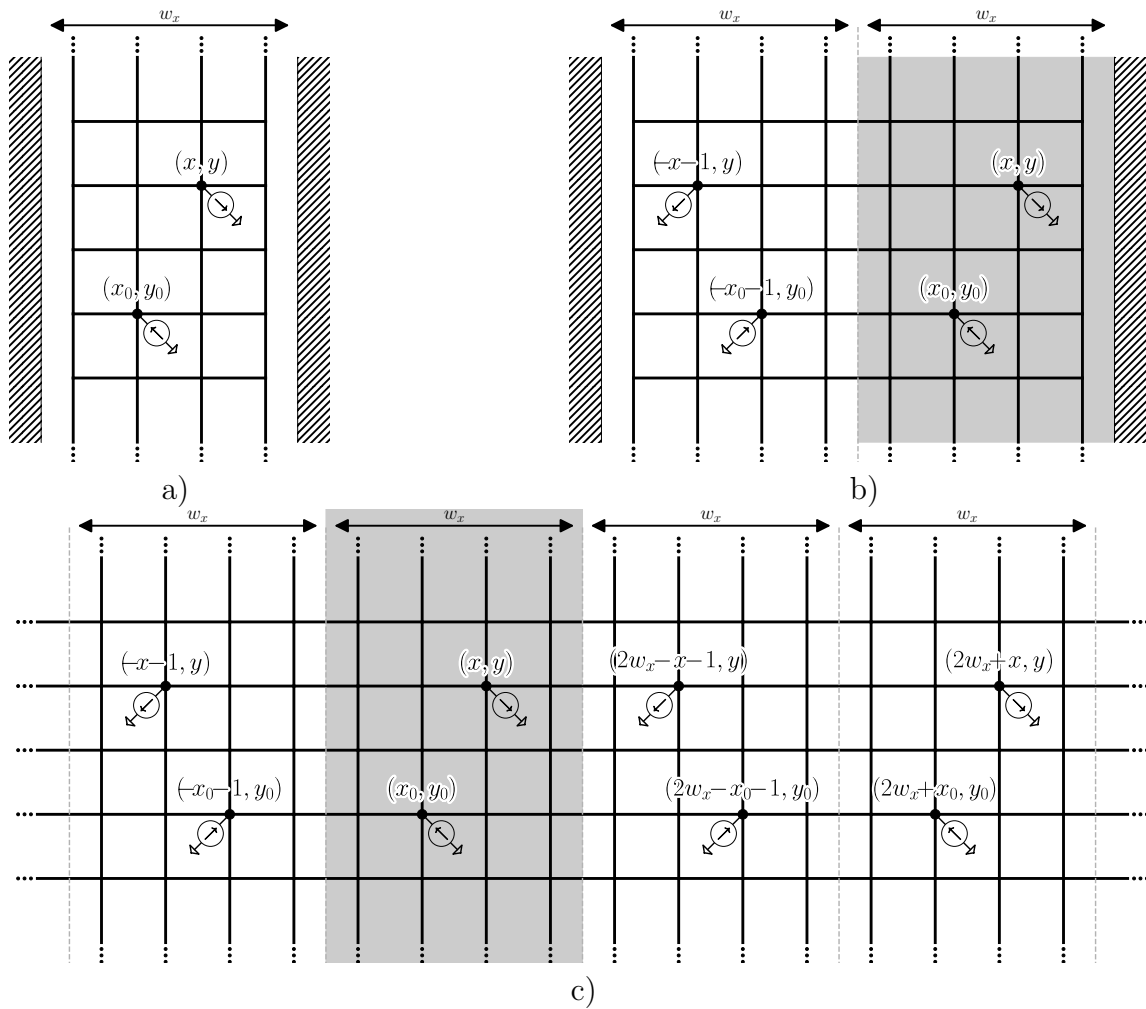 w_x
w_x w_x
(x, y)
(−x−1, y) (x, y)
(x_0, y_0)
(−x_0−1, y_0) (x_0, y_0)
a)
b)
w_x w_x w_x w_x
(−x−1, y) (x, y) (2w_x−x−1, y) (2w_x+x, y)
(−x_0−1, y_0) (x_0, y_0) (2w_x−x_0−1, y_0) (2w_x+x_0, y_0)
c)